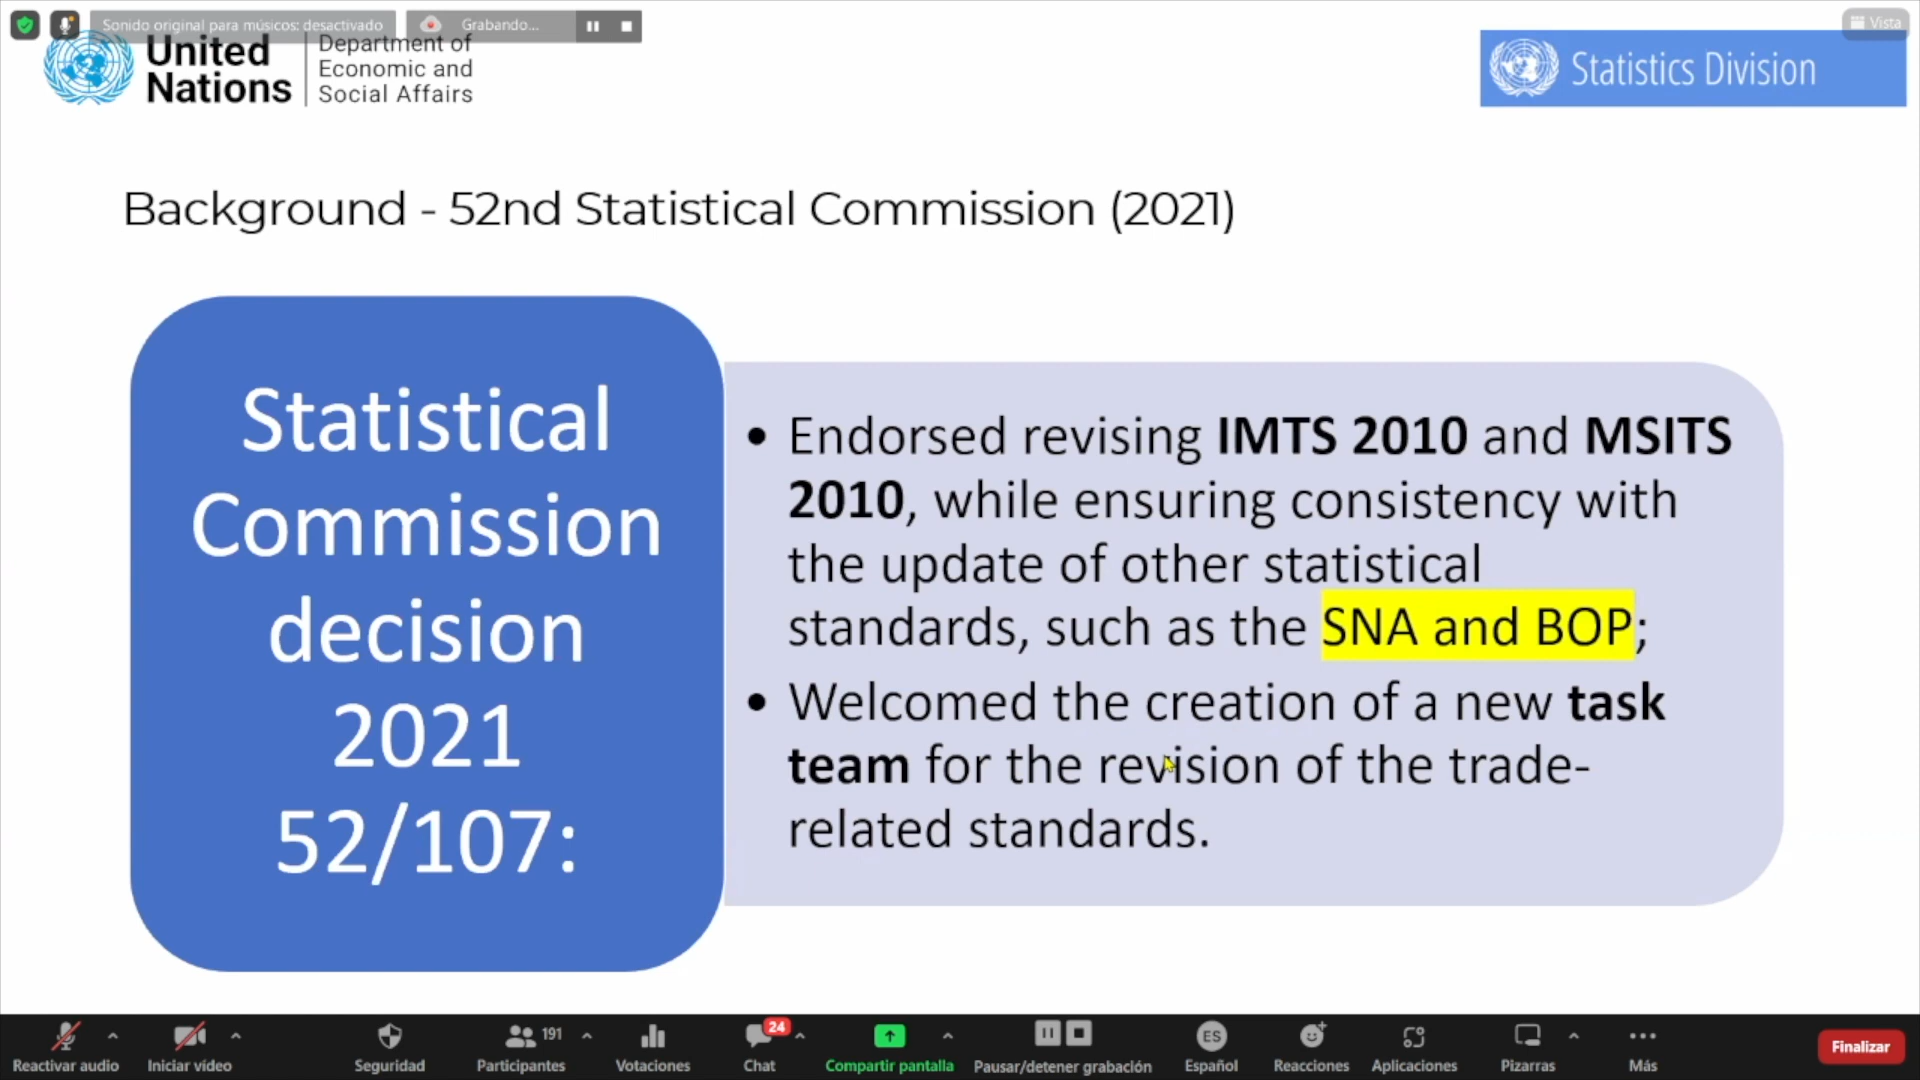 Sonido original para músicos: desactivado
Grabando...
Vista
United
Nations
Department of
Economic and
Social Affairs
Statistics Division
Background - 52nd Statistical Commission (2021)
Statistical
Commission
decision
2021
52/107:
• Endorsed revising IMTS 2010 and MSITS
2010, while ensuring consistency with
the update of other statistical
standards, such as the SNA and BOP;
• Welcomed the creation of a new task
team for the revision of the trade-
related standards.
Reactivar audio
Iniciar vídeo
Seguridad
191
Participantes
Votaciones
24
Chat
Compartir pantalla
Pausar/detener grabación
ES
Español
Reacciones
Aplicaciones
Pizarras
Más
Finalizar